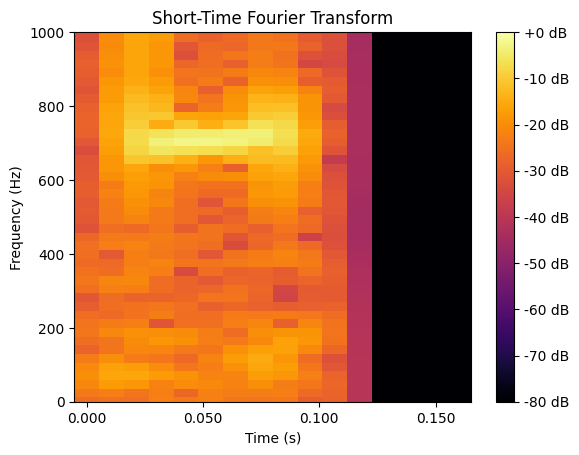 Short-Time Fourier Transform
1000
800
600
400
200
0
Frequency (Hz)
0.000
0.050
0.100
0.150
Time (s)
+0 dB
-10 dB
-20 dB
-30 dB
-40 dB
-50 dB
-60 dB
-70 dB
-80 dB